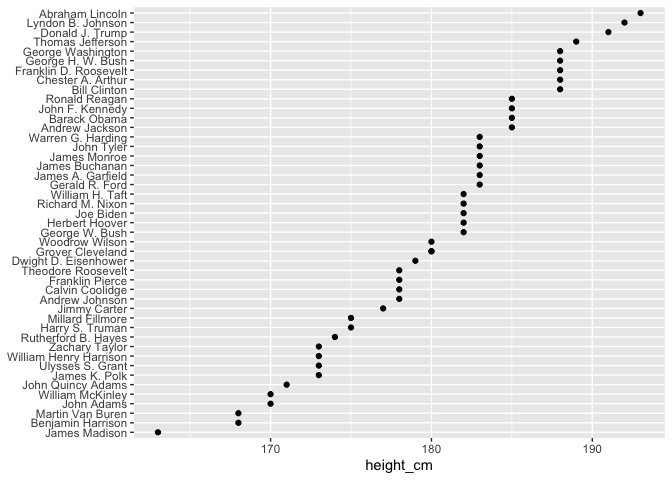 Abraham Lincoln
Lyndon B. Johnson
Donald J. Trump
Thomas Jefferson
George Washington
George H. W. Bush
Franklin D. Roosevelt
Chester A. Arthur
Bill Clinton
Ronald Reagan
John F. Kennedy
Barack Obama
Andrew Jackson
Warren G. Harding
John Tyler
James Monroe
James Buchanan
James A. Garfield
Gerald R. Ford
William H. Taft
Richard M. Nixon
Joe Biden
Herbert Hoover
George W. Bush
Woodrow Wilson
Grover Cleveland
Dwight D. Eisenhower
Theodore Roosevelt
Franklin Pierce
Calvin Coolidge
Andrew Johnson
Jimmy Carter
Millard Fillmore
Harry S. Truman
Rutherford B. Hayes
Zachary Taylor
William Henry Harrison
Ulysses S. Grant
James K. Polk
John Quincy Adams
William McKinley
John Adams
Martin Van Buren
Benjamin Harrison
James Madison
170 180 190
height_cm